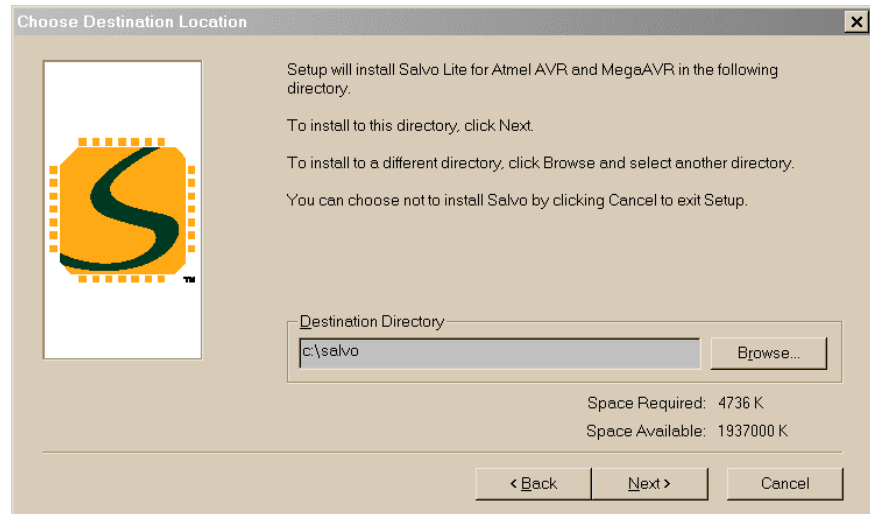 Choose Destination Location
Setup will install Salvo Lite for Atmel AVR and MegaAVR in the following
directory.
To install to this directory, click Next.
To install to a different directory, click Browse and select another directory.
You can choose not to install Salvo by clicking Cancel to exit Setup.
S
TM
Destination Directory
c:\salvo
Browse...
Space Required: 4736 K
Space Available: 1937000 K
< Back
Next >
Cancel